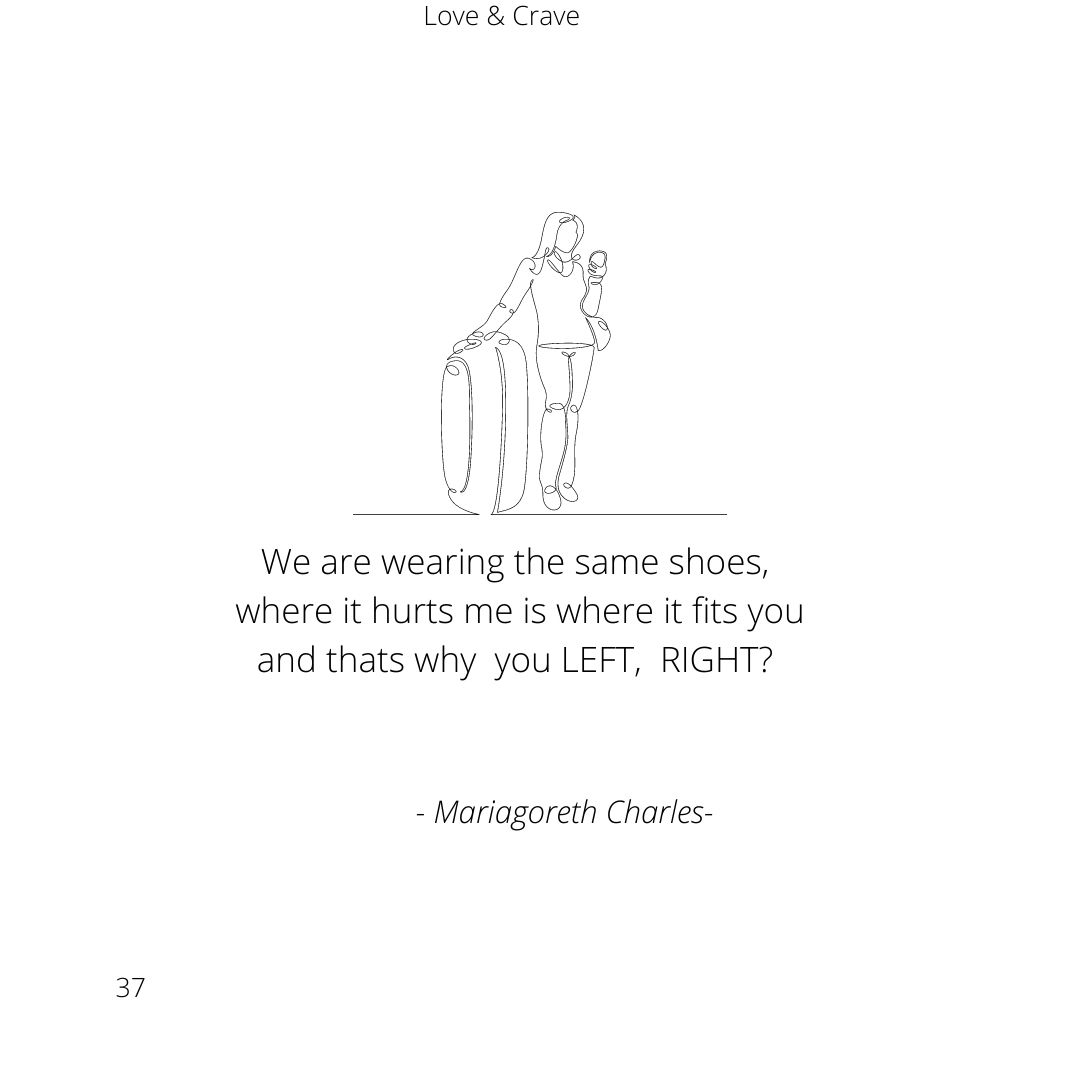 Love & Crave
We are wearing the same shoes,
where it hurts me is where it fits you
and thats why  you LEFT,  RIGHT?
- Mariagoreth Charles-
37